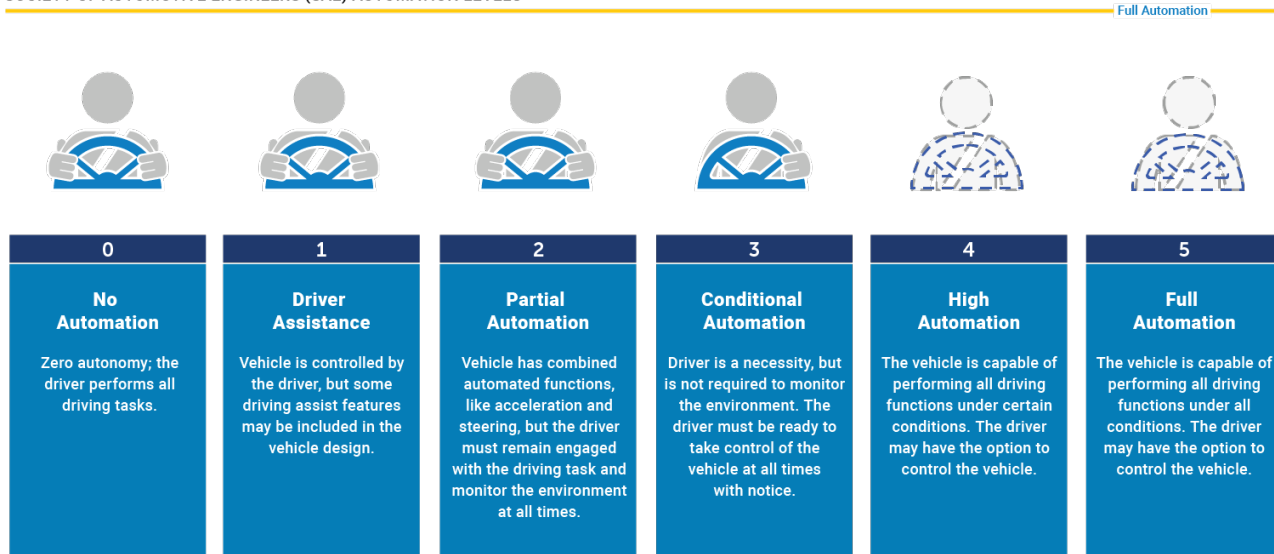 Full Automation
0
No
Automation
Zero autonomy; the
driver performs all
driving tasks.
1
Driver
Assistance
Vehicle is controlled by
the driver, but some
driving assist features
may be included in the
vehicle design.
2
Partial
Automation
Vehicle has combined
automated functions,
like acceleration and
steering, but the driver
must remain engaged
with the driving task and
monitor the environment
at all times.
3
Conditional
Automation
Driver is a necessity, but
is not required to monitor
the environment. The
driver must be ready to
take control of the
vehicle at all times
with notice.
4
High
Automation
The vehicle is capable of
performing all driving
functions under certain
conditions. The driver
may have the option to
control the vehicle.
5
Full
Automation
The vehicle is capable of
performing all driving
functions under all
conditions. The driver
may have the option to
control the vehicle.